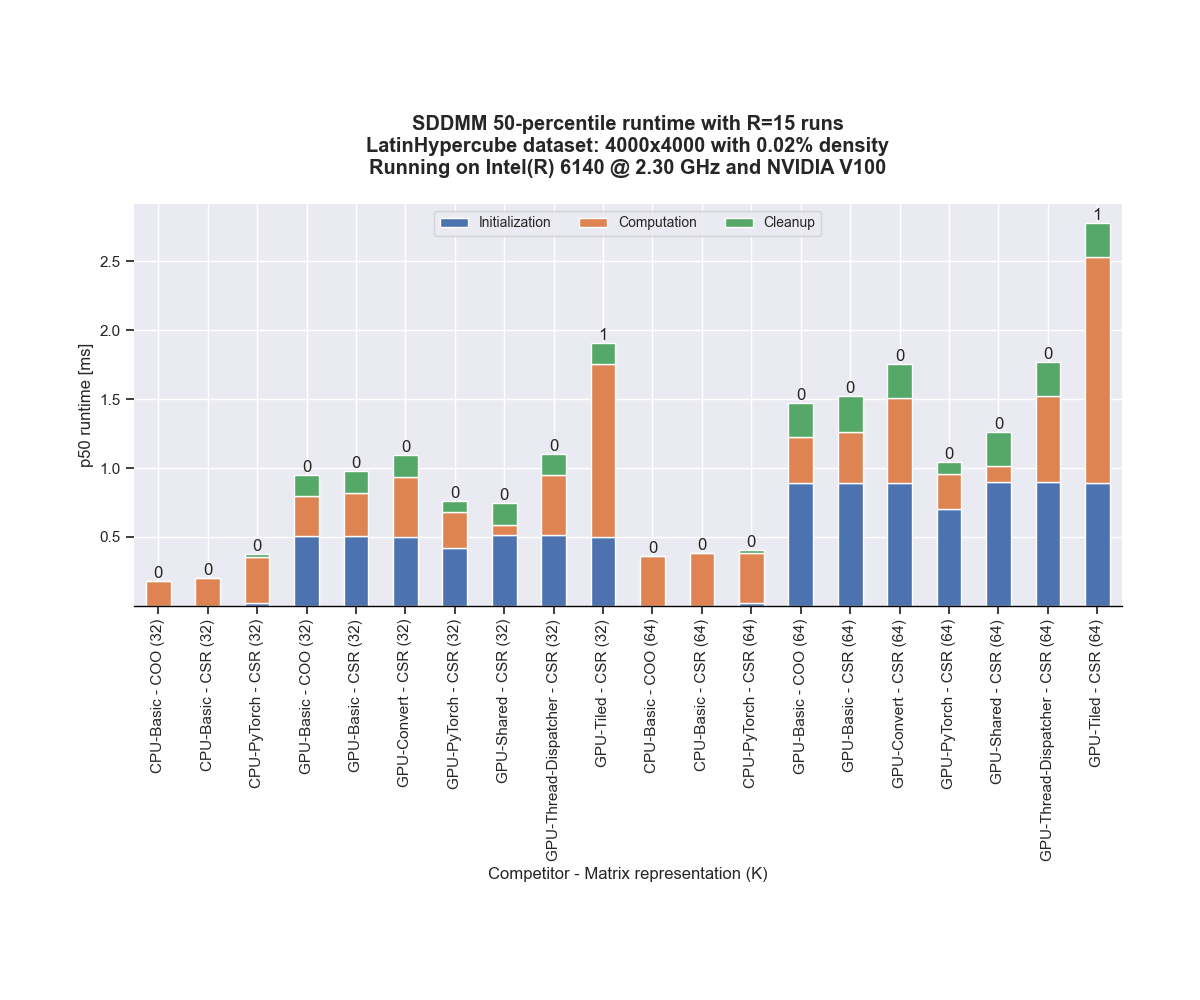 SDDMM 50-percentile runtime with R=15 runs
LatinHypercube dataset: 4000x4000 with 0.02% density
Running on Intel(R) 6140 @ 2.30 GHz and NVIDIA V100
Initialization
Computation
Cleanup
p50 runtime [ms]
2.5
2.0
1.5
1.0
0.5
0
0
0
0
0
0
0
0
0
1
0
0
0
0
0
0
0
0
0
1
CPU-Basic - COO (32)
CPU-Basic - CSR (32)
CPU-PyTorch - CSR (32)
GPU-Basic - COO (32)
GPU-Basic - CSR (32)
GPU-Convert - CSR (32)
GPU-PyTorch - CSR (32)
GPU-Shared - CSR (32)
GPU-Thread-Dispatcher - CSR (32)
GPU-Tiled - CSR (32)
CPU-Basic - COO (64)
CPU-Basic - CSR (64)
CPU-PyTorch - CSR (64)
GPU-Basic - COO (64)
GPU-Basic - CSR (64)
GPU-Convert - CSR (64)
GPU-PyTorch - CSR (64)
GPU-Shared - CSR (64)
GPU-Thread-Dispatcher - CSR (64)
GPU-Tiled - CSR (64)
Competitor - Matrix representation (K)